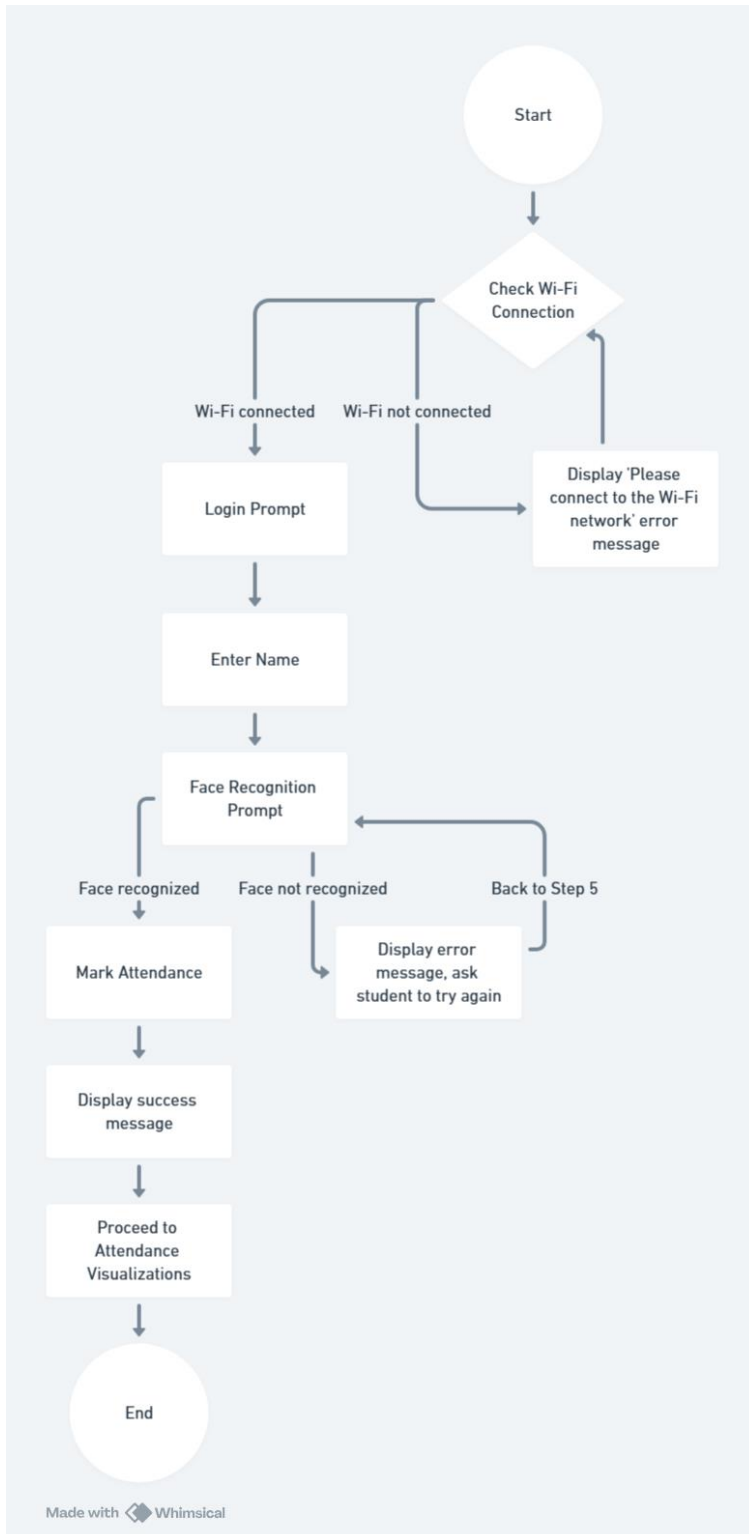 Start
Check Wi-Fi
Connection
Wi-Fi connected
Wi-Fi not connected
Display 'Please
connect to the Wi-Fi
network' error
message
Login Prompt
Enter Name
Face Recognition
Prompt
Face recognized
Face not recognized
Back to Step 5
Mark Attendance
Display error
message, ask
student to try again
Display success
message
Proceed to
Attendance
Visualizations
End
Made with Whimsical